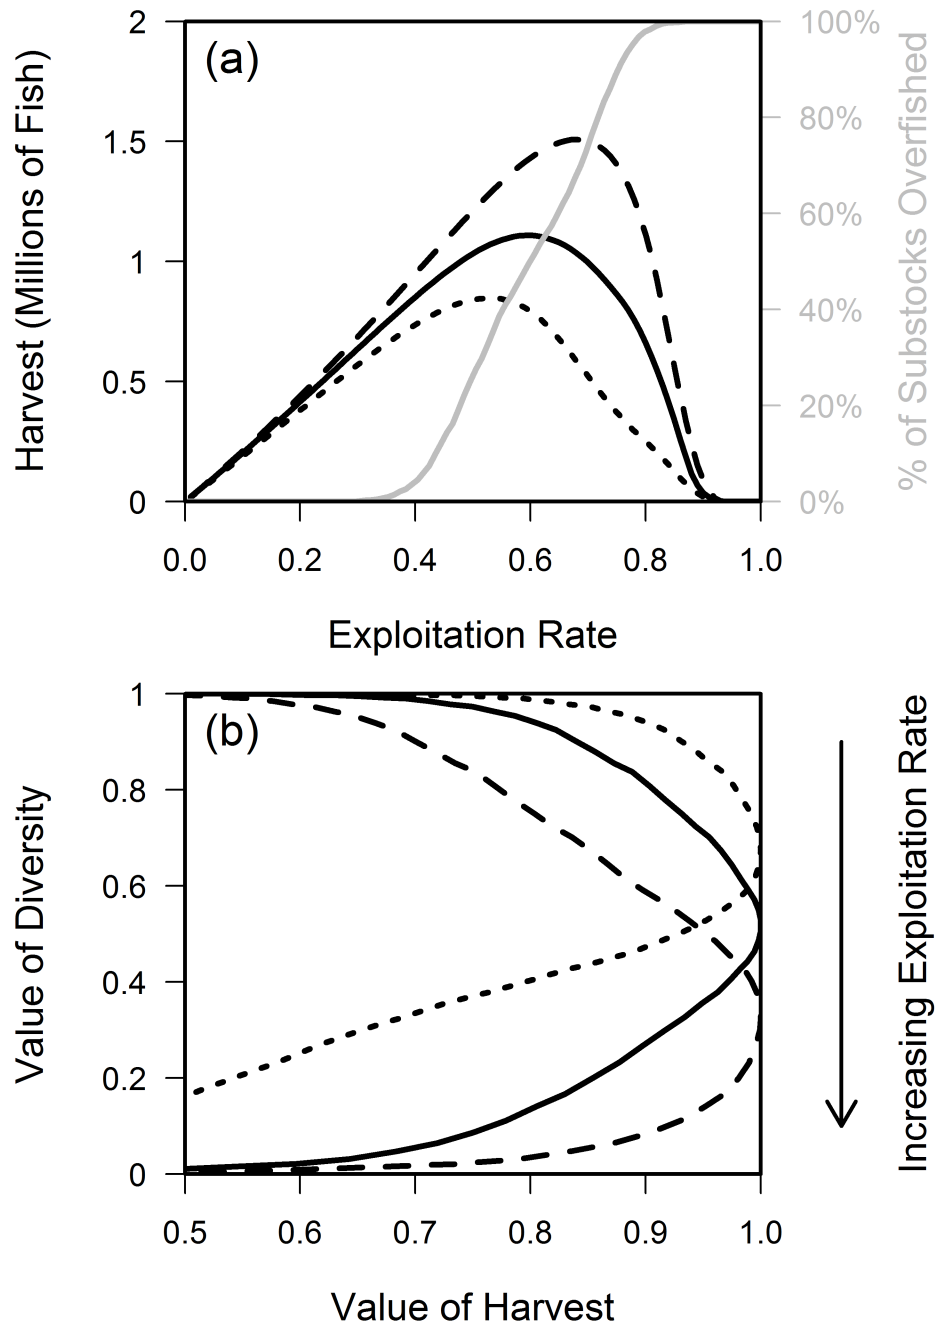 (a)
Harvest (Millions of Fish)
2
1.5
1
0.5
0
100%
80%
60%
40%
20%
0%
% of Substocks Overfished
0.0 0.2 0.4 0.6 0.8 1.0
Exploitation Rate
(b)
Value of Diversity
1
0.8
0.6
0.4
0.2
0
Increasing Exploitation Rate
0.5 0.6 0.7 0.8 0.9 1.0
Value of Harvest